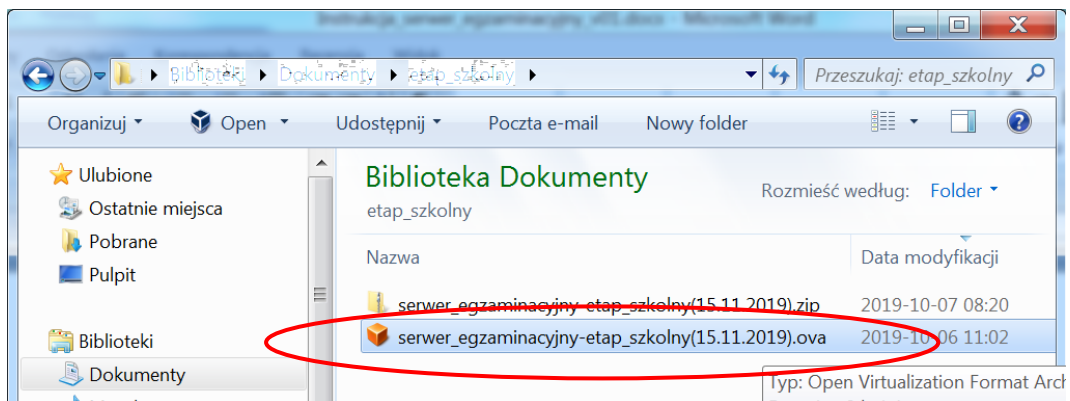 Instrukcja_serwer_egzaminacyjny_v01.docx - Microsoft Word
Biblioteki Dokumenty etap_szkolny
Przeszukaj: etap_szkolny
Organizuj Open Udostępnij Poczta e-mail Nowy folder
Ulubione
Ostatnie miejsca
Pobrane
Pulpit
Biblioteki
Dokumenty
Biblioteka Dokumenty
etap_szkolny
Rozmieść według: Folder
Nazwa Data modyfikacji
serwer_egzaminacyjny-etap_szkolny(15.11.2019).zip 2019-10-07 08:20
serwer_egzaminacyjny-etap_szkolny(15.11.2019).ova 2019-10-06 11:02
Typ: Open Virtualization Format Arch